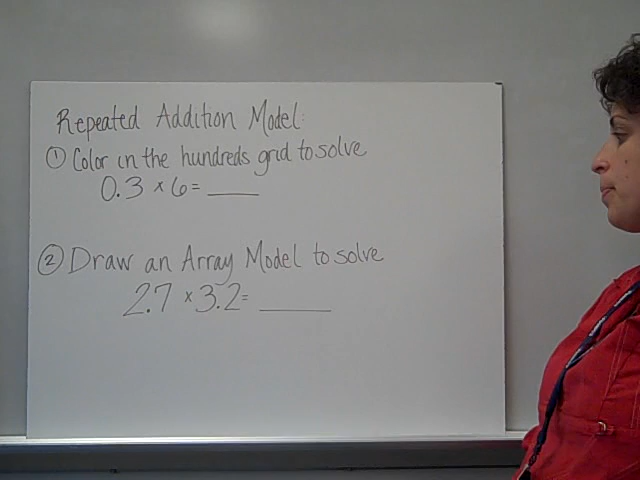 Repeated Addition Model:
① Color in the hundreds grid to solve
0.3 × 6 = ____
② Draw an Array Model to solve
2.7 × 3.2 = ____